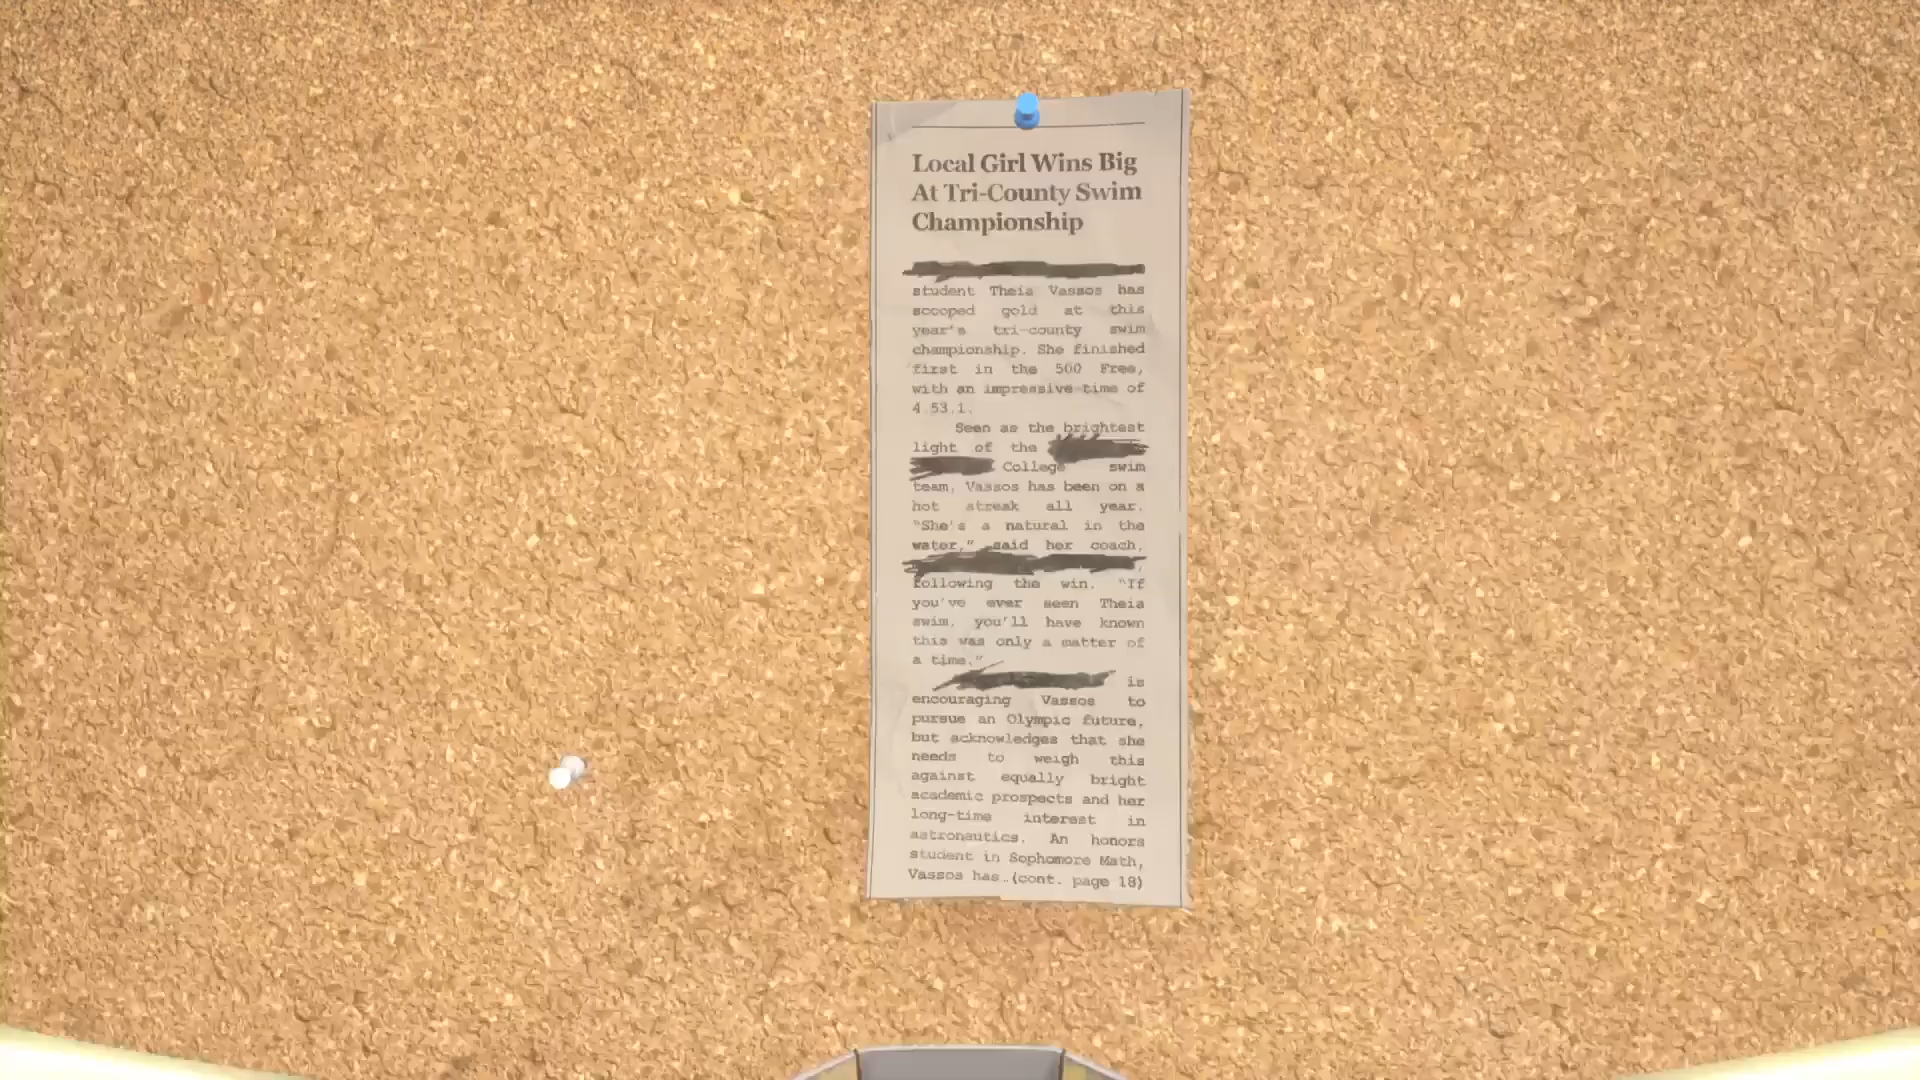 Local Girl Wins Big
At Tri-County Swim
Championship
student Theia Vassos has
scooped gold at this
year's tri-county swim
championship. She finished
first in the 500 Free,
with an impressive time of
4.53.1.
Seen as the brightest
light of the
College swim
team, Vassos has been on a
hot streak all year.
"She's a natural in the
water," said her coach,
following the win. "If
you've ever seen Theia
swim, you'll have known
this was only a matter of
a time."
is
encouraging Vassos to
pursue an Olympic future,
but acknowledges that she
needs to weigh this
against equally bright
academic prospects and her
long-time interest in
astronautics. An honors
student in Sophomore Math,
Vassos has…(cont. page 18)